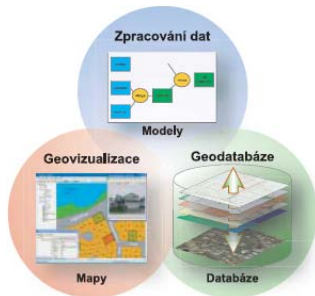 Zpracování dat
Modely
Geovizualizace
Geodatabáze
Mapy
Databáze